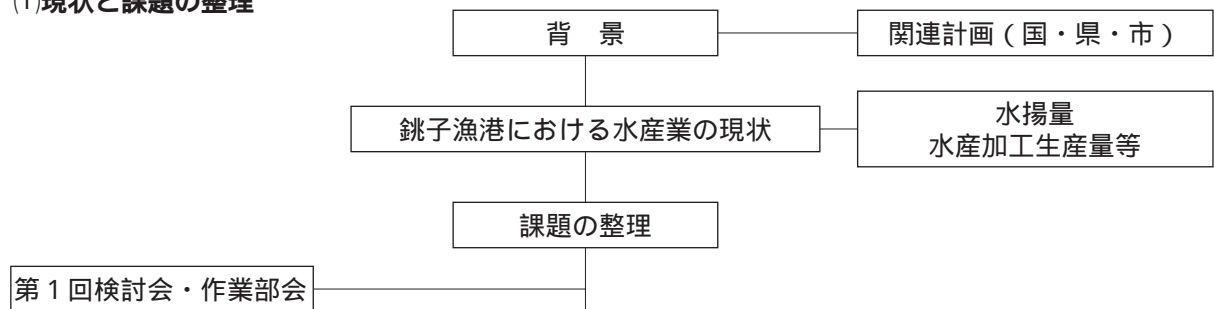 (1)現状と課題の整理
背　景
関連計画（国・県・市）
銚子漁港における水産業の現状
水揚量
水産加工生産量等
課題の整理
第１回検討会・作業部会